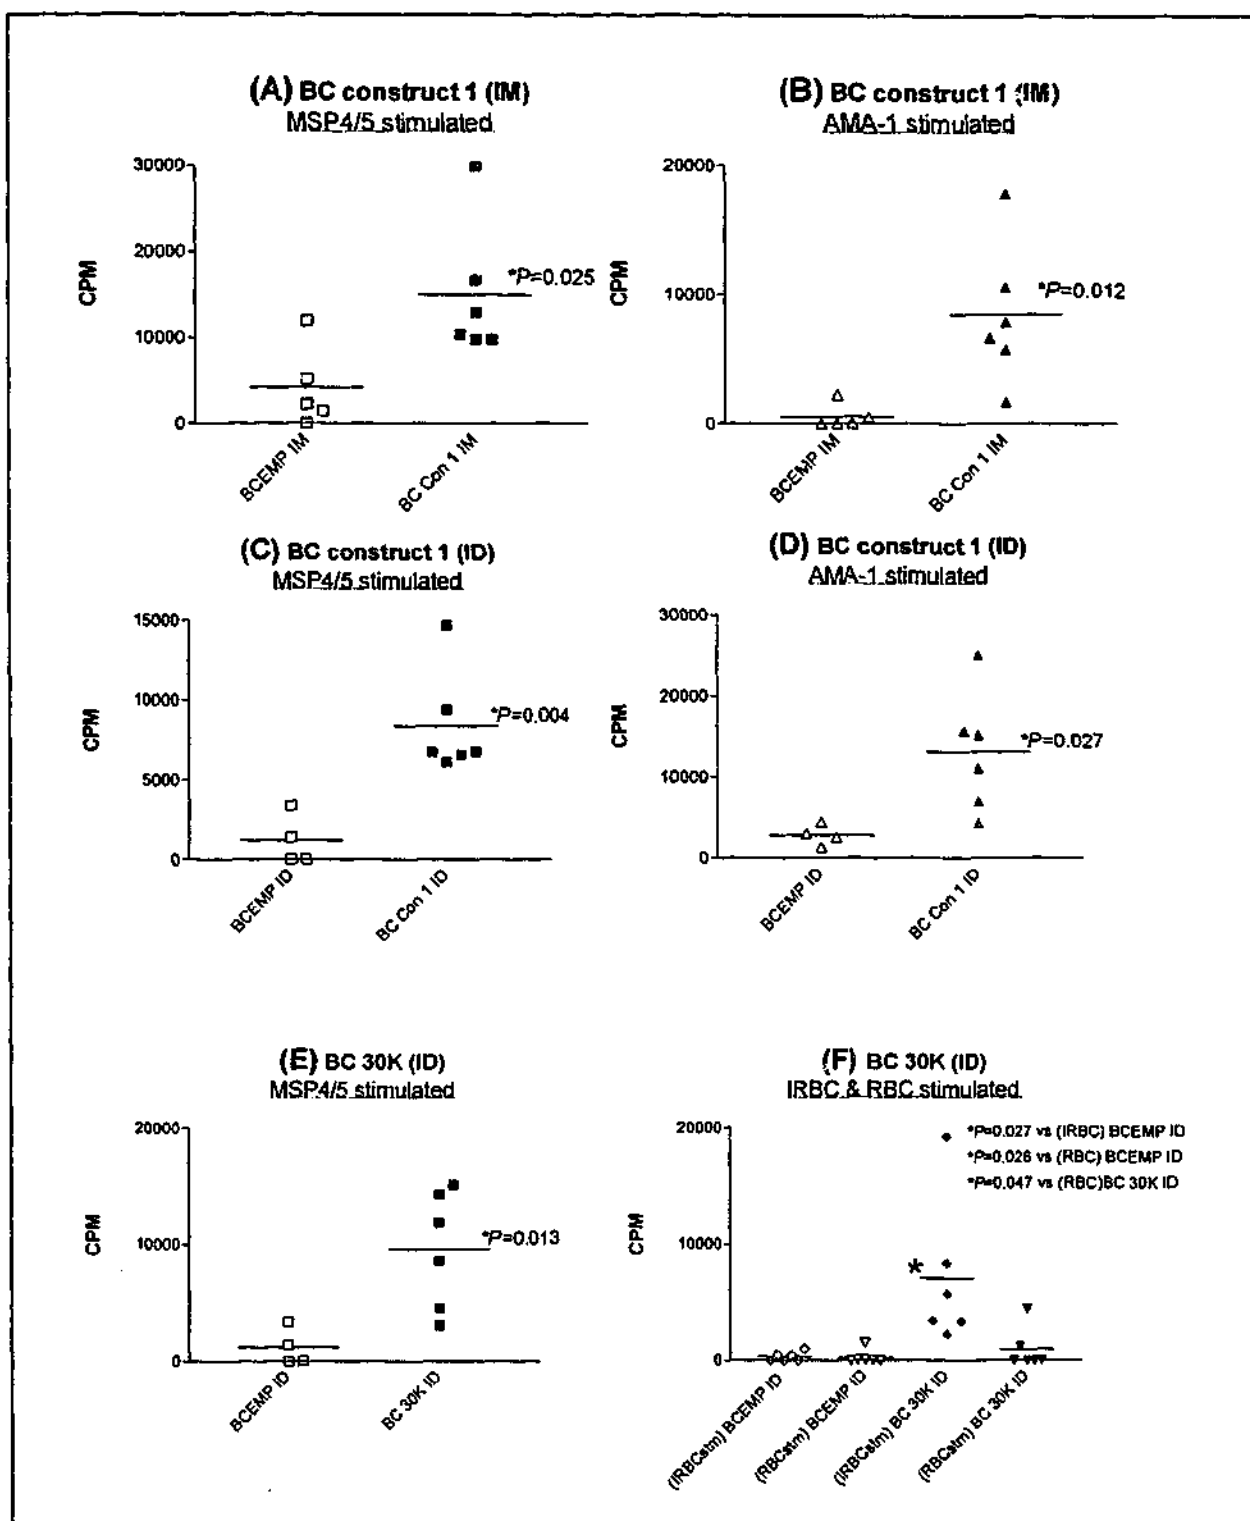 (A) BC construct 1 (IM)
MSP4/5 stimulated
30000
20000
10000
0
CPM
*P=0.025
BCEMP IM
BC Con 1 IM
(B) BC construct 1 (IM)
AMA-1 stimulated
20000
10000
0
CPM
*P=0.012
BCEMP IM
BC Con 1 IM
(C) BC construct 1 (ID)
MSP4/5 stimulated
15000
10000
5000
0
CPM
*P=0.004
BCEMP ID
BC Con 1 ID
(D) BC construct 1 (ID)
AMA-1 stimulated
30000
20000
10000
0
CPM
*P=0.027
BCEMP ID
BC Con 1 ID
(E) BC 30K (ID)
MSP4/5 stimulated
20000
10000
0
CPM
*P=0.013
BCEMP ID
BC 30K ID
(F) BC 30K (ID)
IRBC & RBC stimulated
20000
10000
0
CPM
*P=0.027 vs (IRBC) BCEMP ID
*P=0.026 vs (RBC) BCEMP ID
*P=0.047 vs (RBC)BC 30K ID
*
(IRBCstm) BCEMP ID
(RBCstm) BCEMP ID
(IRBCstm) BC 30K ID
(RBCstm) BC 30K ID